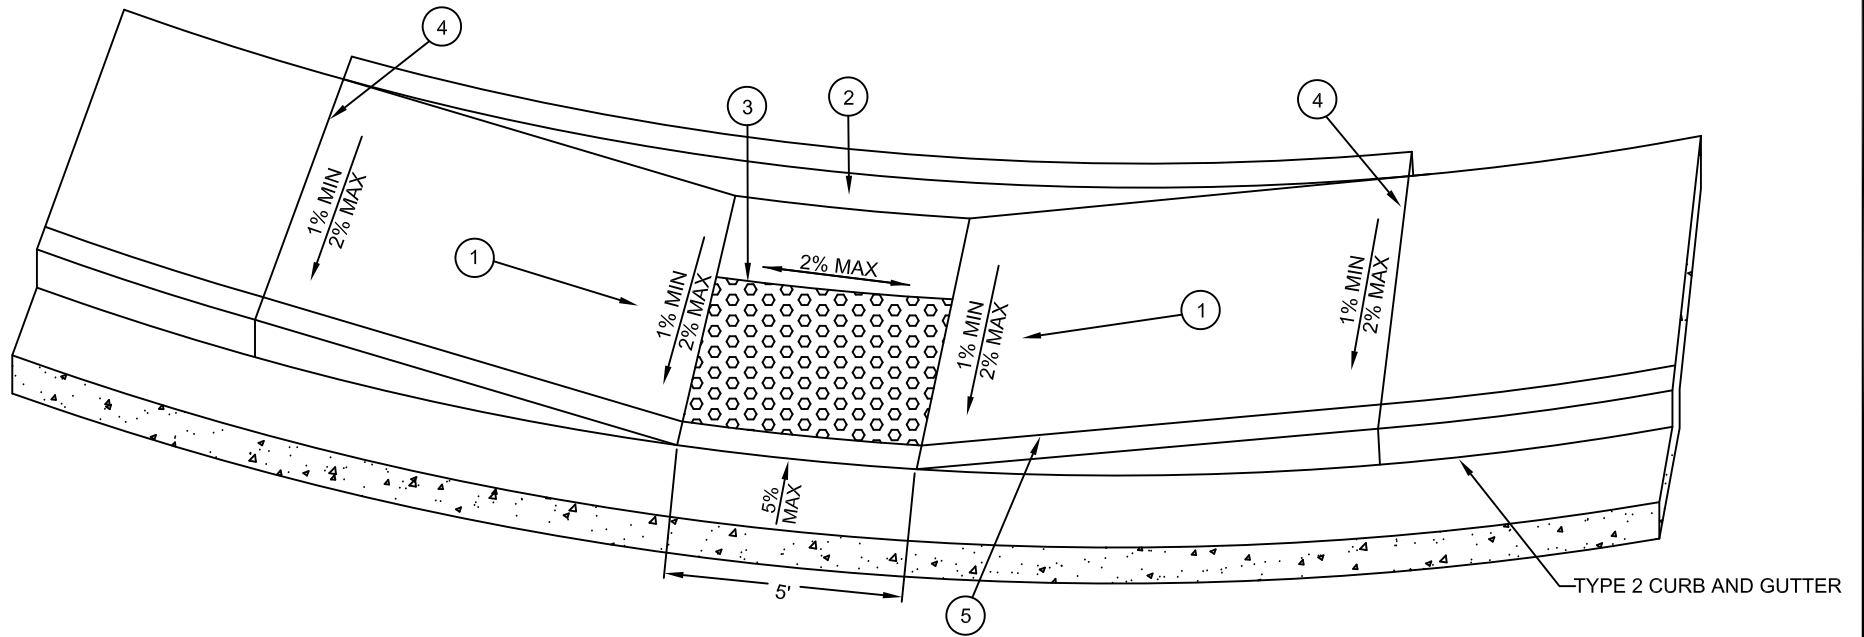 4
3
2
4
1% MIN
2% MAX
1
2% MAX
1% MIN
2% MAX
1% MIN
2% MAX
1
1% MIN
2% MAX
5%
MAX
5'
5
TYPE 2 CURB AND GUTTER